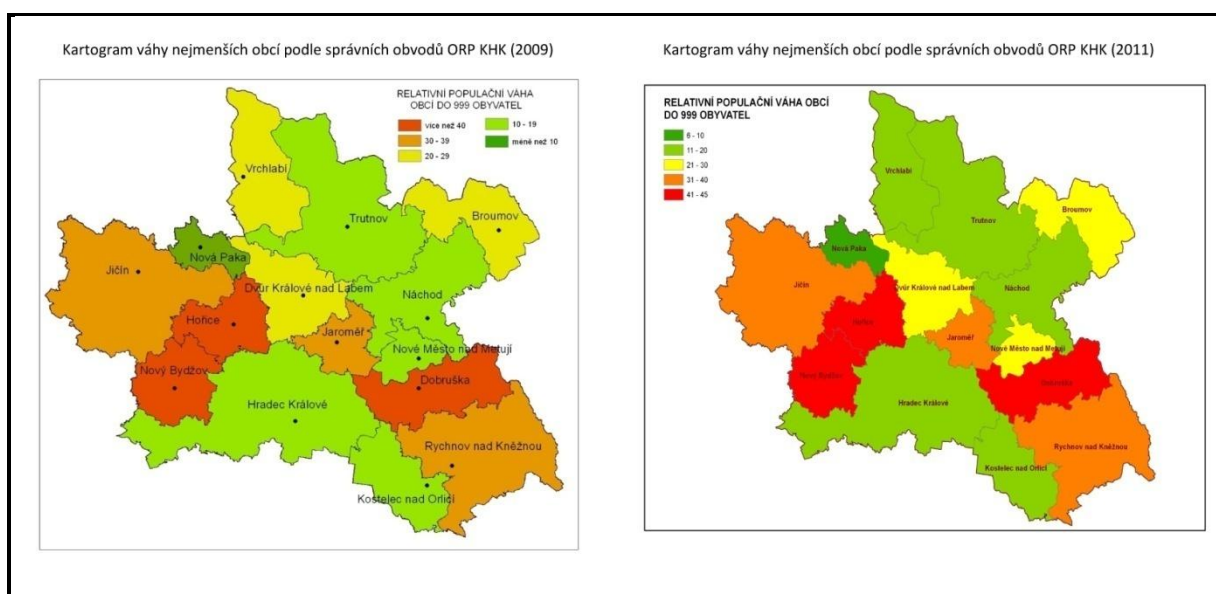 Kartogram váhy nejmenších obcí podle správních obvodů ORP KHK (2009)
RELATIVNÍ POPULAČNÍ VÁHA
OBCÍ DO 999 OBYVATEL
více než 40
30 - 39
20 - 29
10 - 19
méně než 10
Vrchlabí
Trutnov
Broumov
Nová Paka
Jičín
Dvůr Králové nad Labem
Náchod
Hořice
Jaroměř
Nové Město nad Metují
Nový Bydžov
Dobruška
Hradec Králové
Rychnov nad Kněžnou
Kostelec nad Orlicí
Kartogram váhy nejmenších obcí podle správních obvodů ORP KHK (2011)
RELATIVNÍ POPULAČNÍ VÁHA OBCÍ
DO 999 OBYVATEL
6 - 10
11 - 20
21 - 30
31 - 40
41 - 45
Vrchlabí
Trutnov
Broumov
Nová Paka
Jičín
Dvůr Králové nad Labem
Náchod
Hořice
Jaroměř
Nové Město nad Metují
Nový Bydžov
Dobruška
Hradec Králové
Rychnov nad Kněžnou
Kostelec nad Orlicí